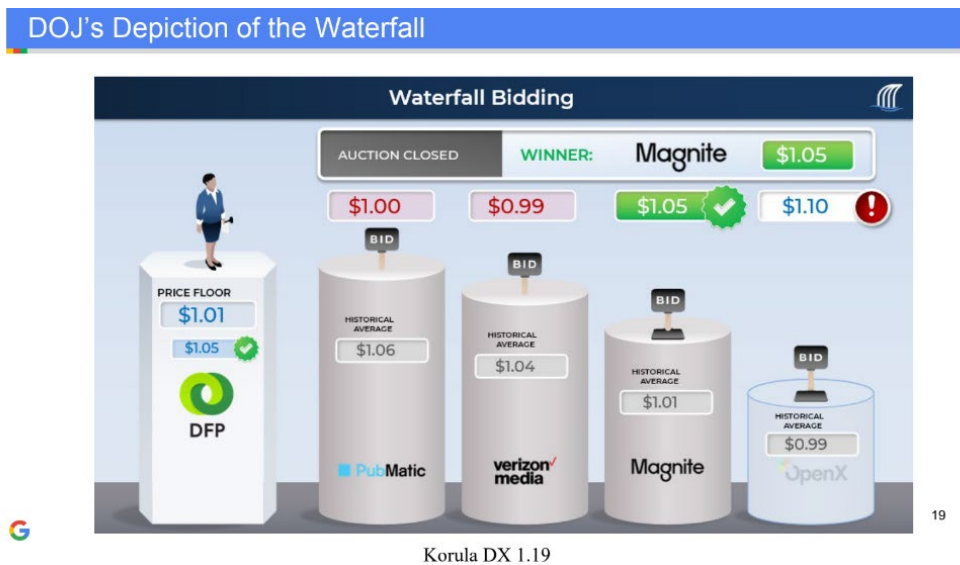 DOJ's Depiction of the Waterfall
Waterfall Bidding
AUCTION CLOSED WINNER: Magnite $1.05
$1.00 $0.99 $1.05 $1.10
BID
BID
BID
BID
PRICE FLOOR
$1.01
$1.05
DFP
HISTORICAL
AVERAGE
$1.06
PubMatic
HISTORICAL
AVERAGE
$1.04
verizon
media
HISTORICAL
AVERAGE
$1.01
Magnite
HISTORICAL
AVERAGE
$0.99
OpenX
19
Korula DX 1.19